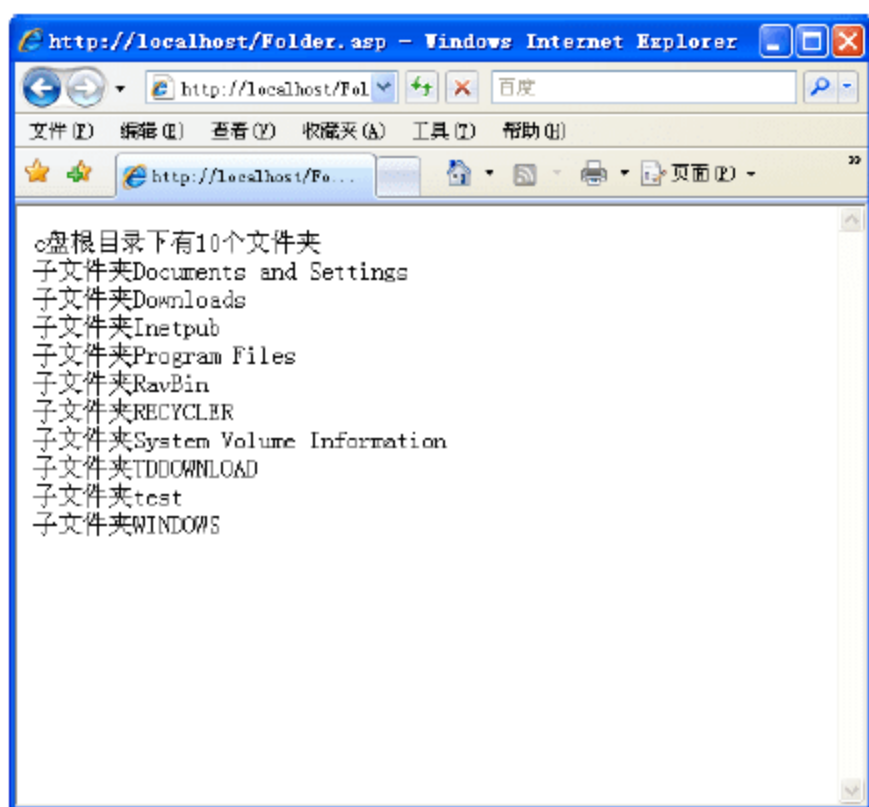 http://localhost/Folder.asp - Windows Internet Explorer
http://localhost/Fol
百度
文件(F) 编辑(E) 查看(V) 收藏夹(A) 工具(T) 帮助(H)
http://localhost/Fo...
页面(P)
c盘根目录下有10个文件夹
子文件夹Documents and Settings
子文件夹Downloads
子文件夹Inetpub
子文件夹Program Files
子文件夹RavBin
子文件夹RECYCLER
子文件夹System Volume Information
子文件夹TDDOWNLOAD
子文件夹test
子文件夹WINDOWS